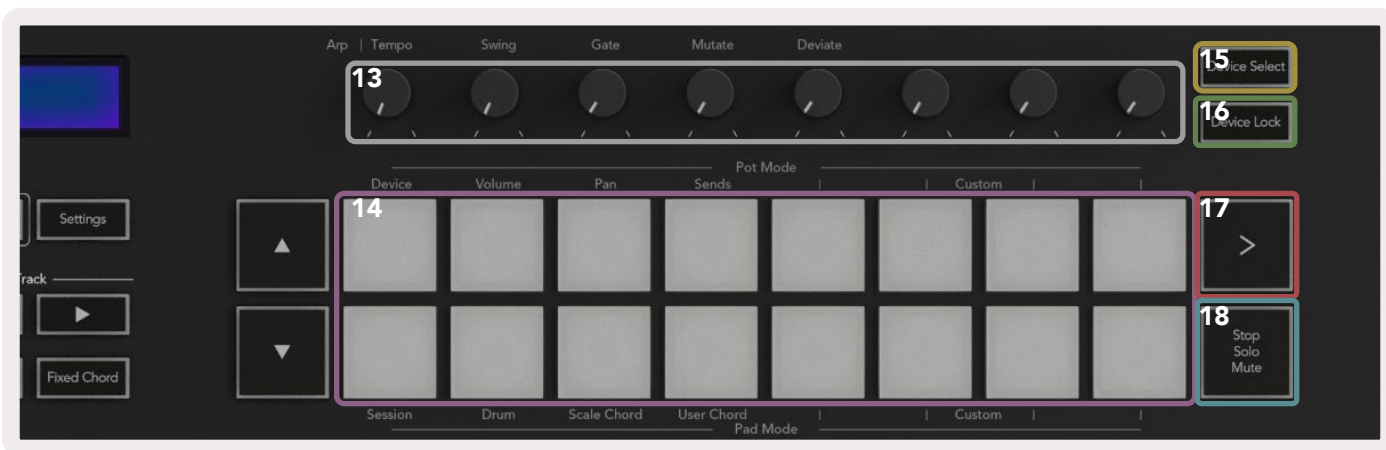 Arp | Tempo Swing Gate Mutate Deviate
13
15
Device Select
16
Device Lock
Pot Mode
Device Volume Pan Sends | | Custom | |
14
17
Settings
Track
18
Stop
Solo
Mute
Fixed Chord
Session Drum Scale Chord User Chord | | Custom | |
Pad Mode